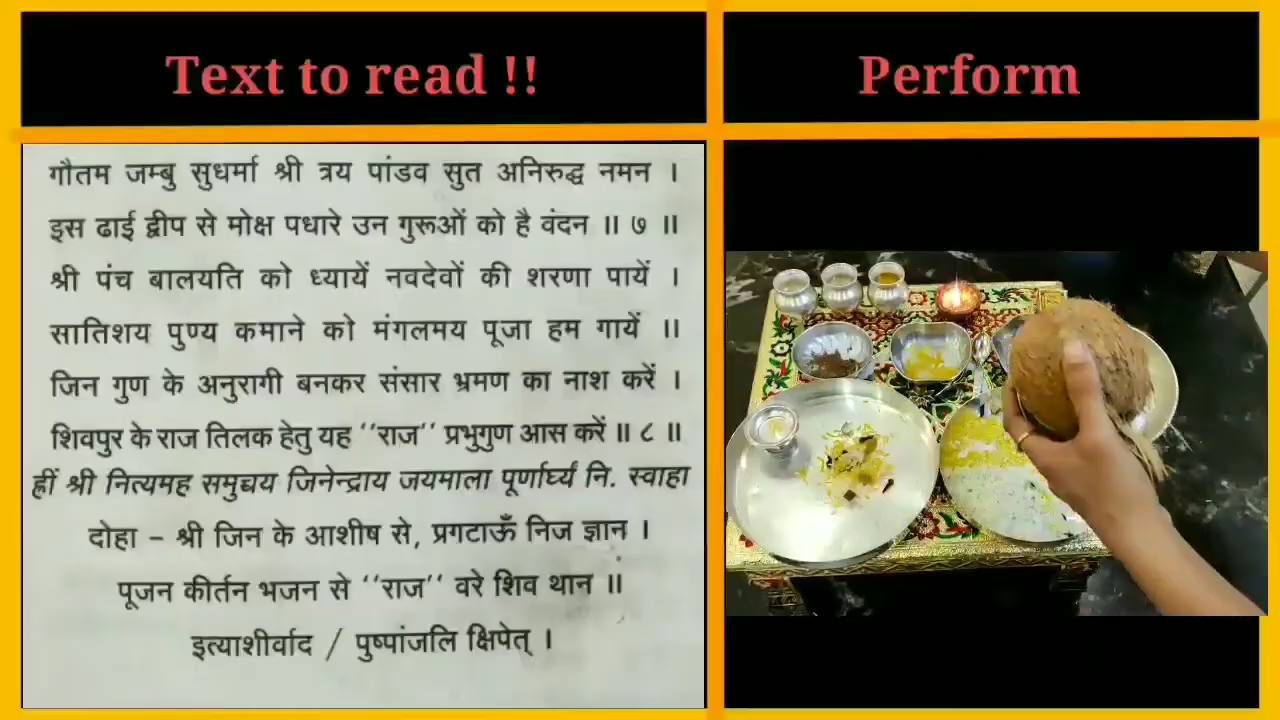 Text to read !!
Perform
गौतम जम्बु सुधर्मा श्री त्रय पांडव सुत अनिरुद्ध नमन ।
इस ढाई द्वीप से मोक्ष पधारे उन गुरूओं को है वंदन ॥ ७ ॥
श्री पंच बालयति को ध्यायें नवदेवों की शरणा पायें ।
सातिशय पुण्य कमाने को मंगलमय पूजा हम गायें ॥
जिन गुण के अनुरागी बनकर संसार भ्रमण का नाश करें ।
शिवपुर के राज तिलक हेतु यह ‘‘राज‘‘ प्रभुगुण आस करें ॥ ८ ॥
ह्रीं श्री नित्यमह समुच्चय जिनेन्द्राय जयमाला पूर्णार्घ्यं नि. स्वाहा
दोहा – श्री जिन के आशीष से, प्रगटाऊँ निज ज्ञान ।
पूजन कीर्तन भजन से ‘‘राज‘‘ वरे शिव थान ॥
इत्याशीर्वाद / पुष्पांजलि क्षिपेत् ।